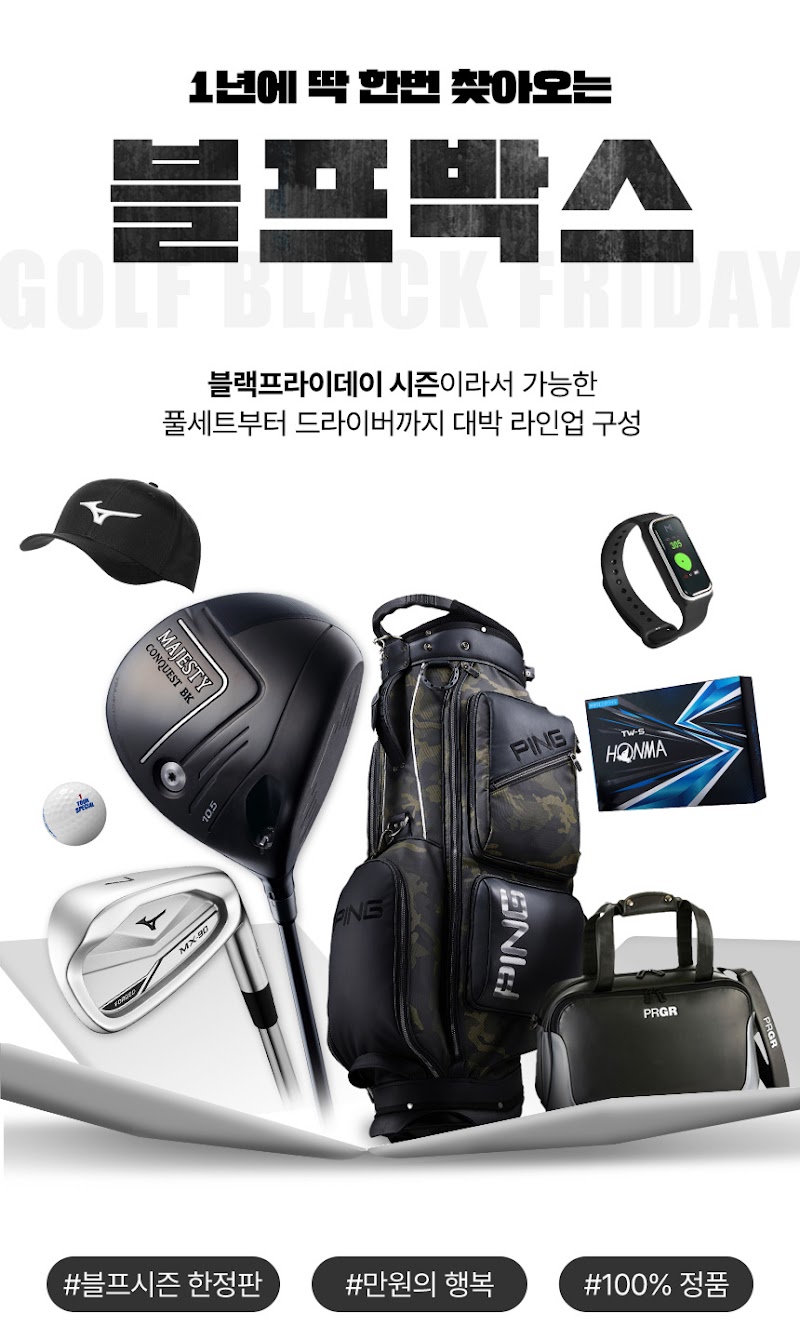 1년에 딱 한번 찾아오는
블프박스
GOLF BLACK FRIDAY
블랙프라이데이 시즌이라서 가능한
풀세트부터 드라이버까지 대박 라인업 구성
MAJESTY
CONQUEST BK
10.5
305
PING
TW-S
HONMA
TOUR
SPECIAL
7
MX-90
FORGED
PING
PING
PRGR
PRGR
#블프시즌 한정판
#만원의 행복
#100% 정품